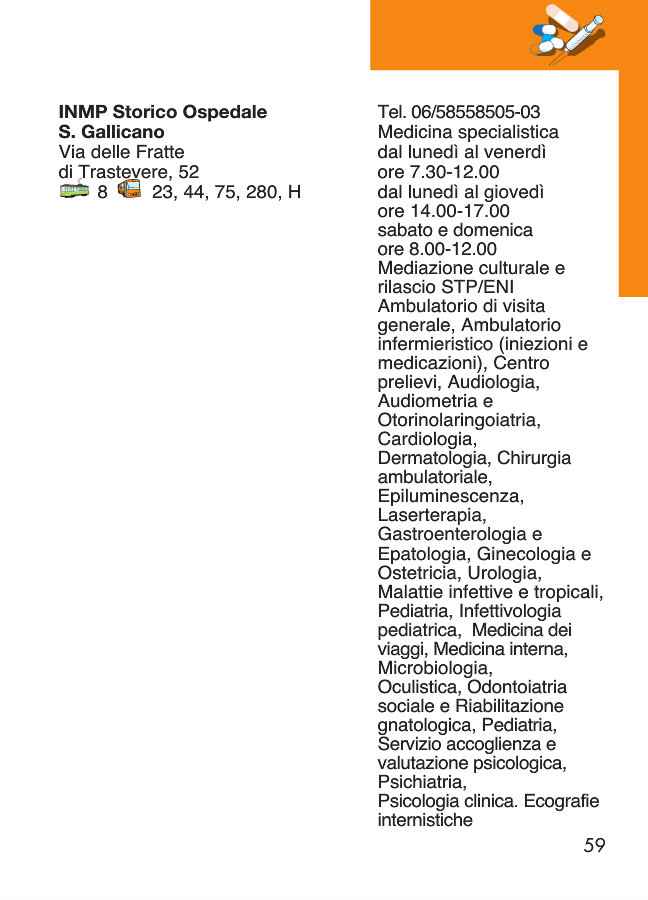 INMP Storico Ospedale
S. Gallicano
Via delle Fratte
di Trastevere, 52
8 23, 44, 75, 280, H
Tel. 06/58558505-03
Medicina specialistica
dal lunedì al venerdì
ore 7.30-12.00
dal lunedì al giovedì
ore 14.00-17.00
sabato e domenica
ore 8.00-12.00
Mediazione culturale e
rilascio STP/ENI
Ambulatorio di visita
generale, Ambulatorio
infermieristico (iniezioni e
medicazioni), Centro
prelievi, Audiologia,
Audiometria e
Otorinolaringoiatria,
Cardiologia,
Dermatologia, Chirurgia
ambulatoriale,
Epiluminescenza,
Laserterapia,
Gastroenterologia e
Epatologia, Ginecologia e
Ostetricia, Urologia,
Malattie infettive e tropicali,
Pediatria, Infettivologia
pediatrica, Medicina dei
viaggi, Medicina interna,
Microbiologia,
Oculistica, Odontoiatria
sociale e Riabilitazione
gnatologica, Pediatria,
Servizio accoglienza e
valutazione psicologica,
Psichiatria,
Psicologia clinica. Ecografie
internistiche
59